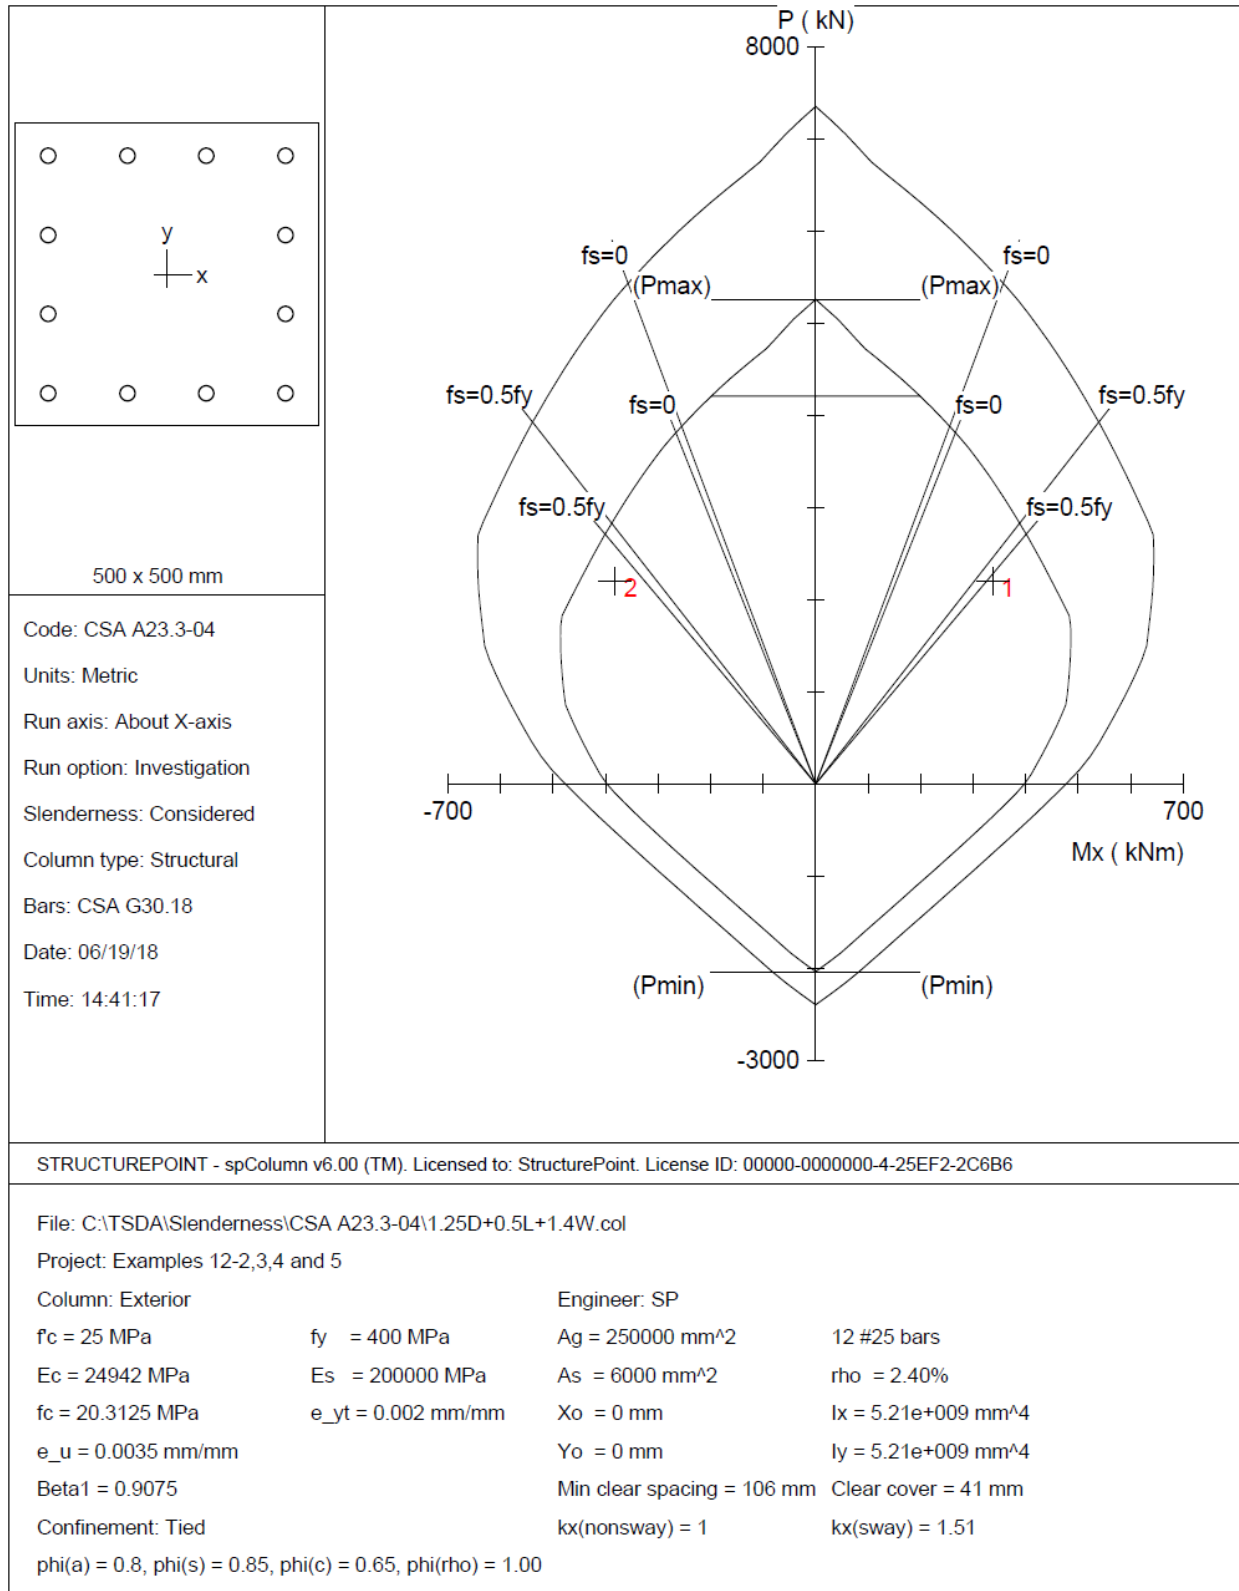 P ( kN)
8000
fs=0
fs=0
(Pmax)
(Pmax)
fs=0.5fy
fs=0
fs=0
fs=0.5fy
fs=0.5fy
fs=0.5fy
2
1
-700
700
Mx ( kNm)
(Pmin)
(Pmin)
-3000
y
x
500 x 500 mm
Code: CSA A23.3-04
Units: Metric
Run axis: About X-axis
Run option: Investigation
Slenderness: Considered
Column type: Structural
Bars: CSA G30.18
Date: 06/19/18
Time: 14:41:17
STRUCTUREPOINT - spColumn v6.00 (TM). Licensed to: StructurePoint. License ID: 00000-0000000-4-25EF2-2C6B6
File: C:\TSDA\Slenderness\CSA A23.3-04\1.25D+0.5L+1.4W.col
Project: Examples 12-2,3,4 and 5
Column: Exterior Engineer: SP
f'c = 25 MPa fy = 400 MPa Ag = 250000 mm^2 12 #25 bars
Ec = 24942 MPa Es = 200000 MPa As = 6000 mm^2 rho = 2.40%
fc = 20.3125 MPa e_yt = 0.002 mm/mm Xo = 0 mm Ix = 5.21e+009 mm^4
e_u = 0.0035 mm/mm Yo = 0 mm Iy = 5.21e+009 mm^4
Beta1 = 0.9075 Min clear spacing = 106 mm Clear cover = 41 mm
Confinement: Tied kx(nonsway) = 1 kx(sway) = 1.51
phi(a) = 0.8, phi(s) = 0.85, phi(c) = 0.65, phi(rho) = 1.00